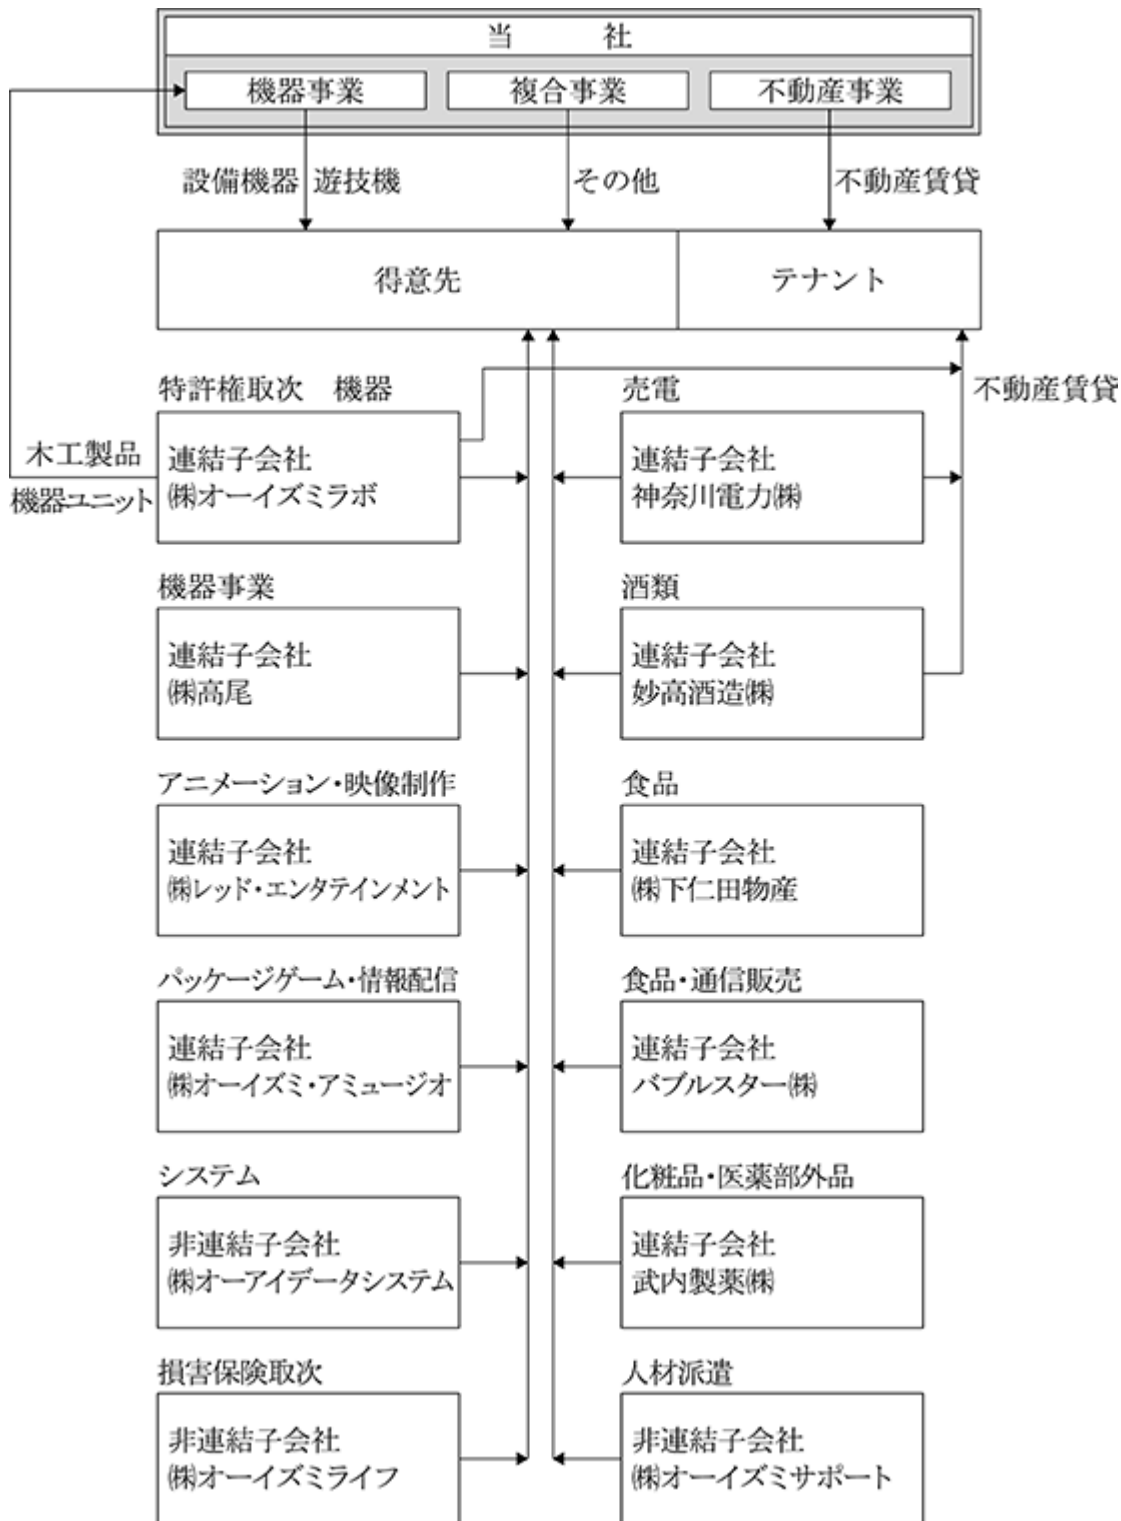 当　社
機器事業
複合事業
不動産事業
設備機器
遊技機
その他
不動産賃貸
得意先
テナント
特許権取次　機器
売電
不動産賃貸
木工製品
機器ユニット
連結子会社
㈱オーイズミラボ
連結子会社
神奈川電力㈱
機器事業
酒類
連結子会社
㈱高尾
連結子会社
妙高酒造㈱
アニメーション・映像制作
食品
連結子会社
㈱レッド・エンタテインメント
連結子会社
㈱下仁田物産
パッケージゲーム・情報配信
食品・通信販売
連結子会社
㈱オーイズミ・アミュージオ
連結子会社
バブルスター㈱
システム
化粧品・医薬部外品
非連結子会社
㈱オーアイデータシステム
連結子会社
武内製薬㈱
損害保険取次
人材派遣
非連結子会社
㈱オーイズミライフ
非連結子会社
㈱オーイズミサポート